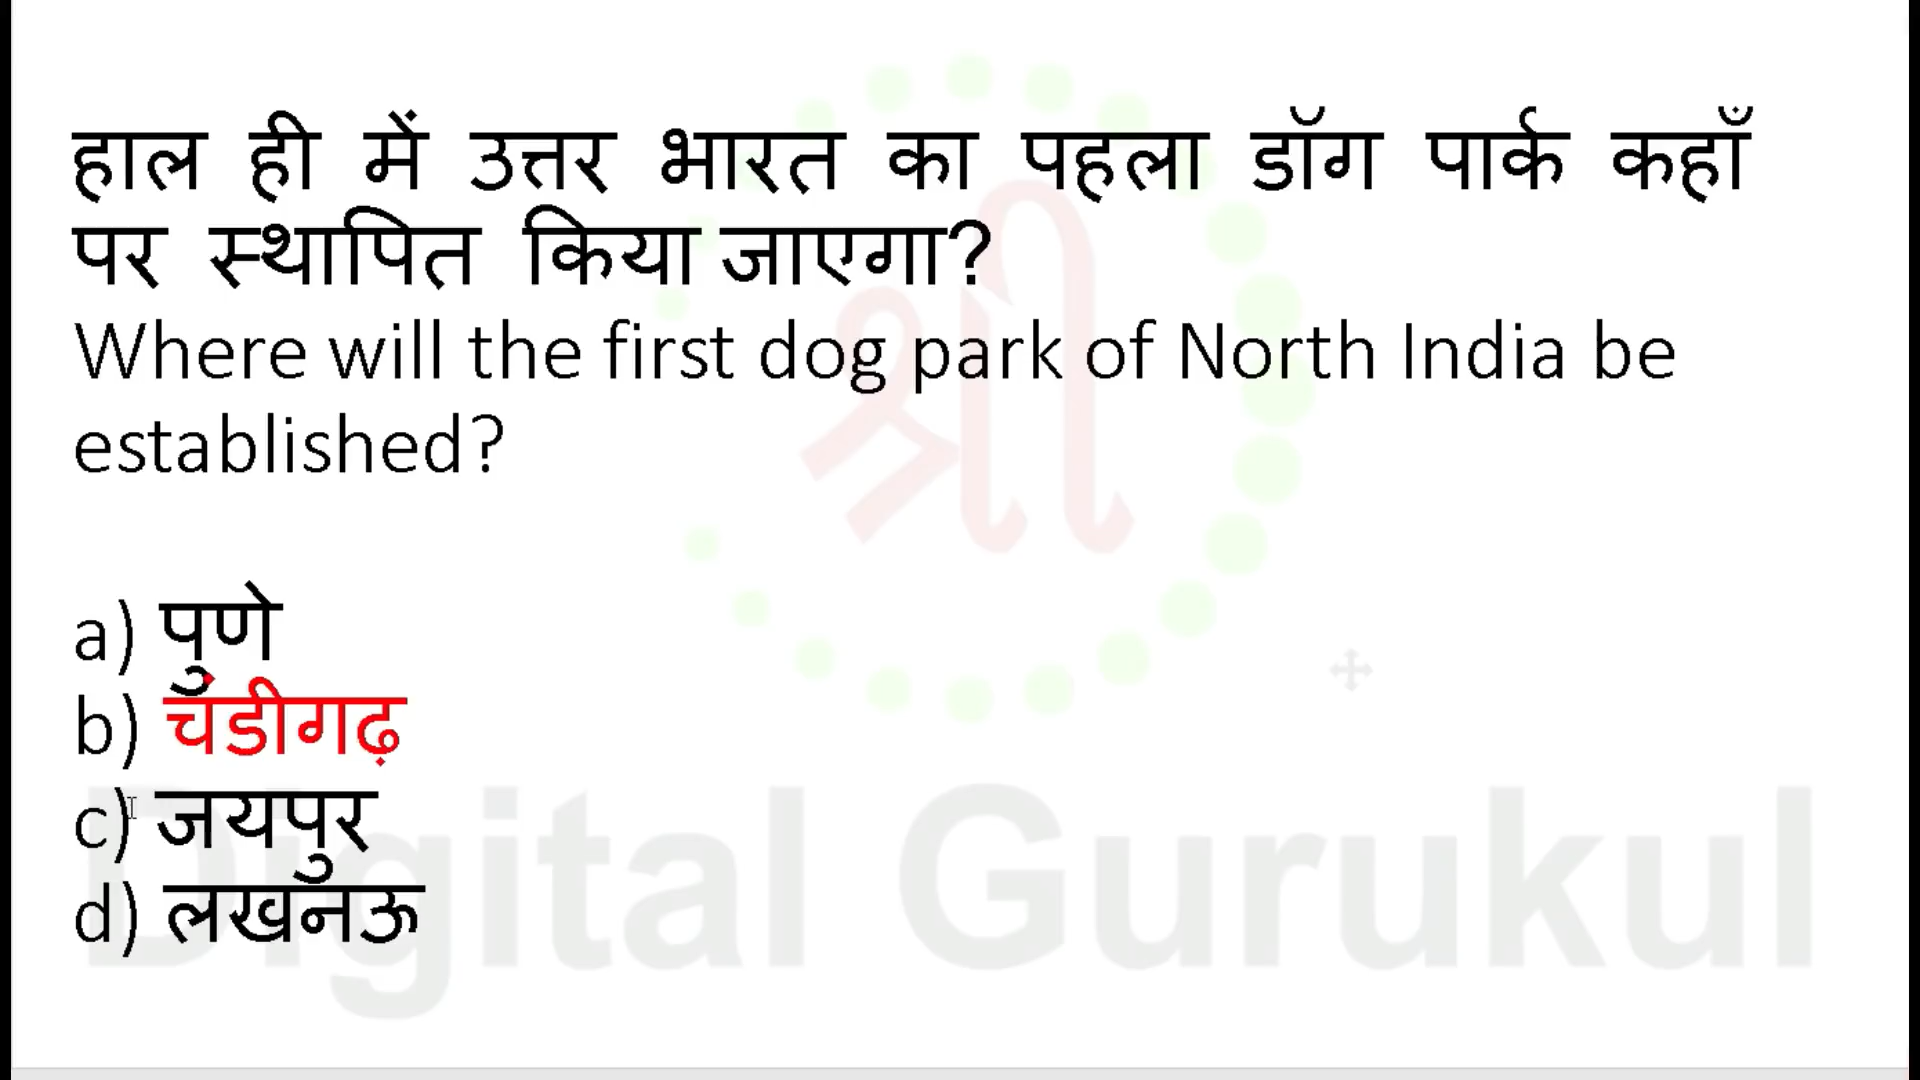 हाल ही में उत्तर भारत का पहला डॉग पार्क कहाँ
पर स्थापित किया जाएगा?
Where will the first dog park of North India be
established?
a) पुणे
b) चंडीगढ़
c) जयपुर
d) लखनऊ
श्री
Digital Gurukul